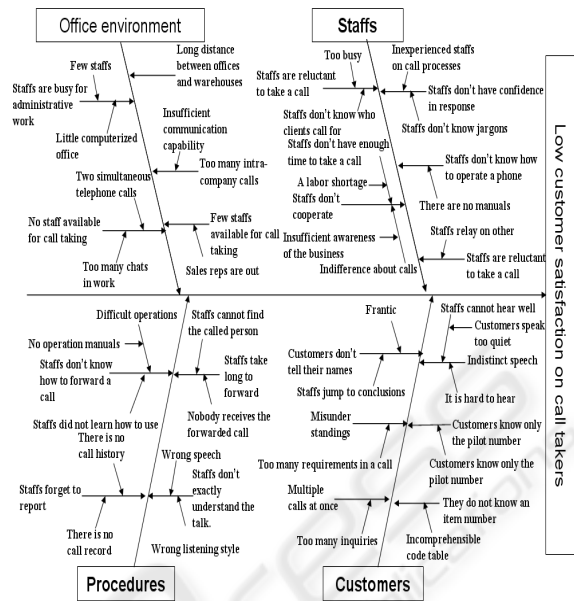 Office environment
Staffs
Long distance
between offices
and warehouses
Few staffs
Staffs are busy for
administrative
work
Little computerized
office
Insufficient
communication
capability
Too many intra-
company calls
Two simultaneous
telephone calls
No staff available
for call taking
Few staffs
available for call
taking
Too many chats
in work
Sales reps are out
Too busy
Inexperienced staffs
on call processes
Staffs are reluctant
to take a call
Staffs don't have confidence
in response
Staffs don't know who
clients call for
Staffs don't know jargons
Staffs don't have enough
time to take a call
Staffs don't know how
to operate a phone
A labor shortage
Staffs don't
cooperate
There are no manuals
Insufficient awareness
of the business
Staffs relay on other
Indifference about calls
Staffs are reluctant
to take a call
Low customer satisfaction on call takers
Difficult operations
Staffs cannot find
the called person
No operation manuals
Staffs don't know
how to forward a
call
Staffs take
long to
forward
Staffs did not learn how to use
Nobody receives the
forwarded call
There is no
call history
Wrong speech
Staffs forget to
report
Staffs don't
exactly
understand the
talk.
There is no
call record
Wrong listening style
Frantic
Staffs cannot hear well
Customers speak
too quiet
Customers don't
tell their names
Indistinct speech
Staffs jump to conclusions
It is hard to hear
Misunder
standings
Customers know only
the pilot number
Too many requirements in a call
Customers know only the
pilot number
Multiple
calls at once
They do not know an
item number
Too many inquiries
Incomprehensible
code table
Procedures
Customers